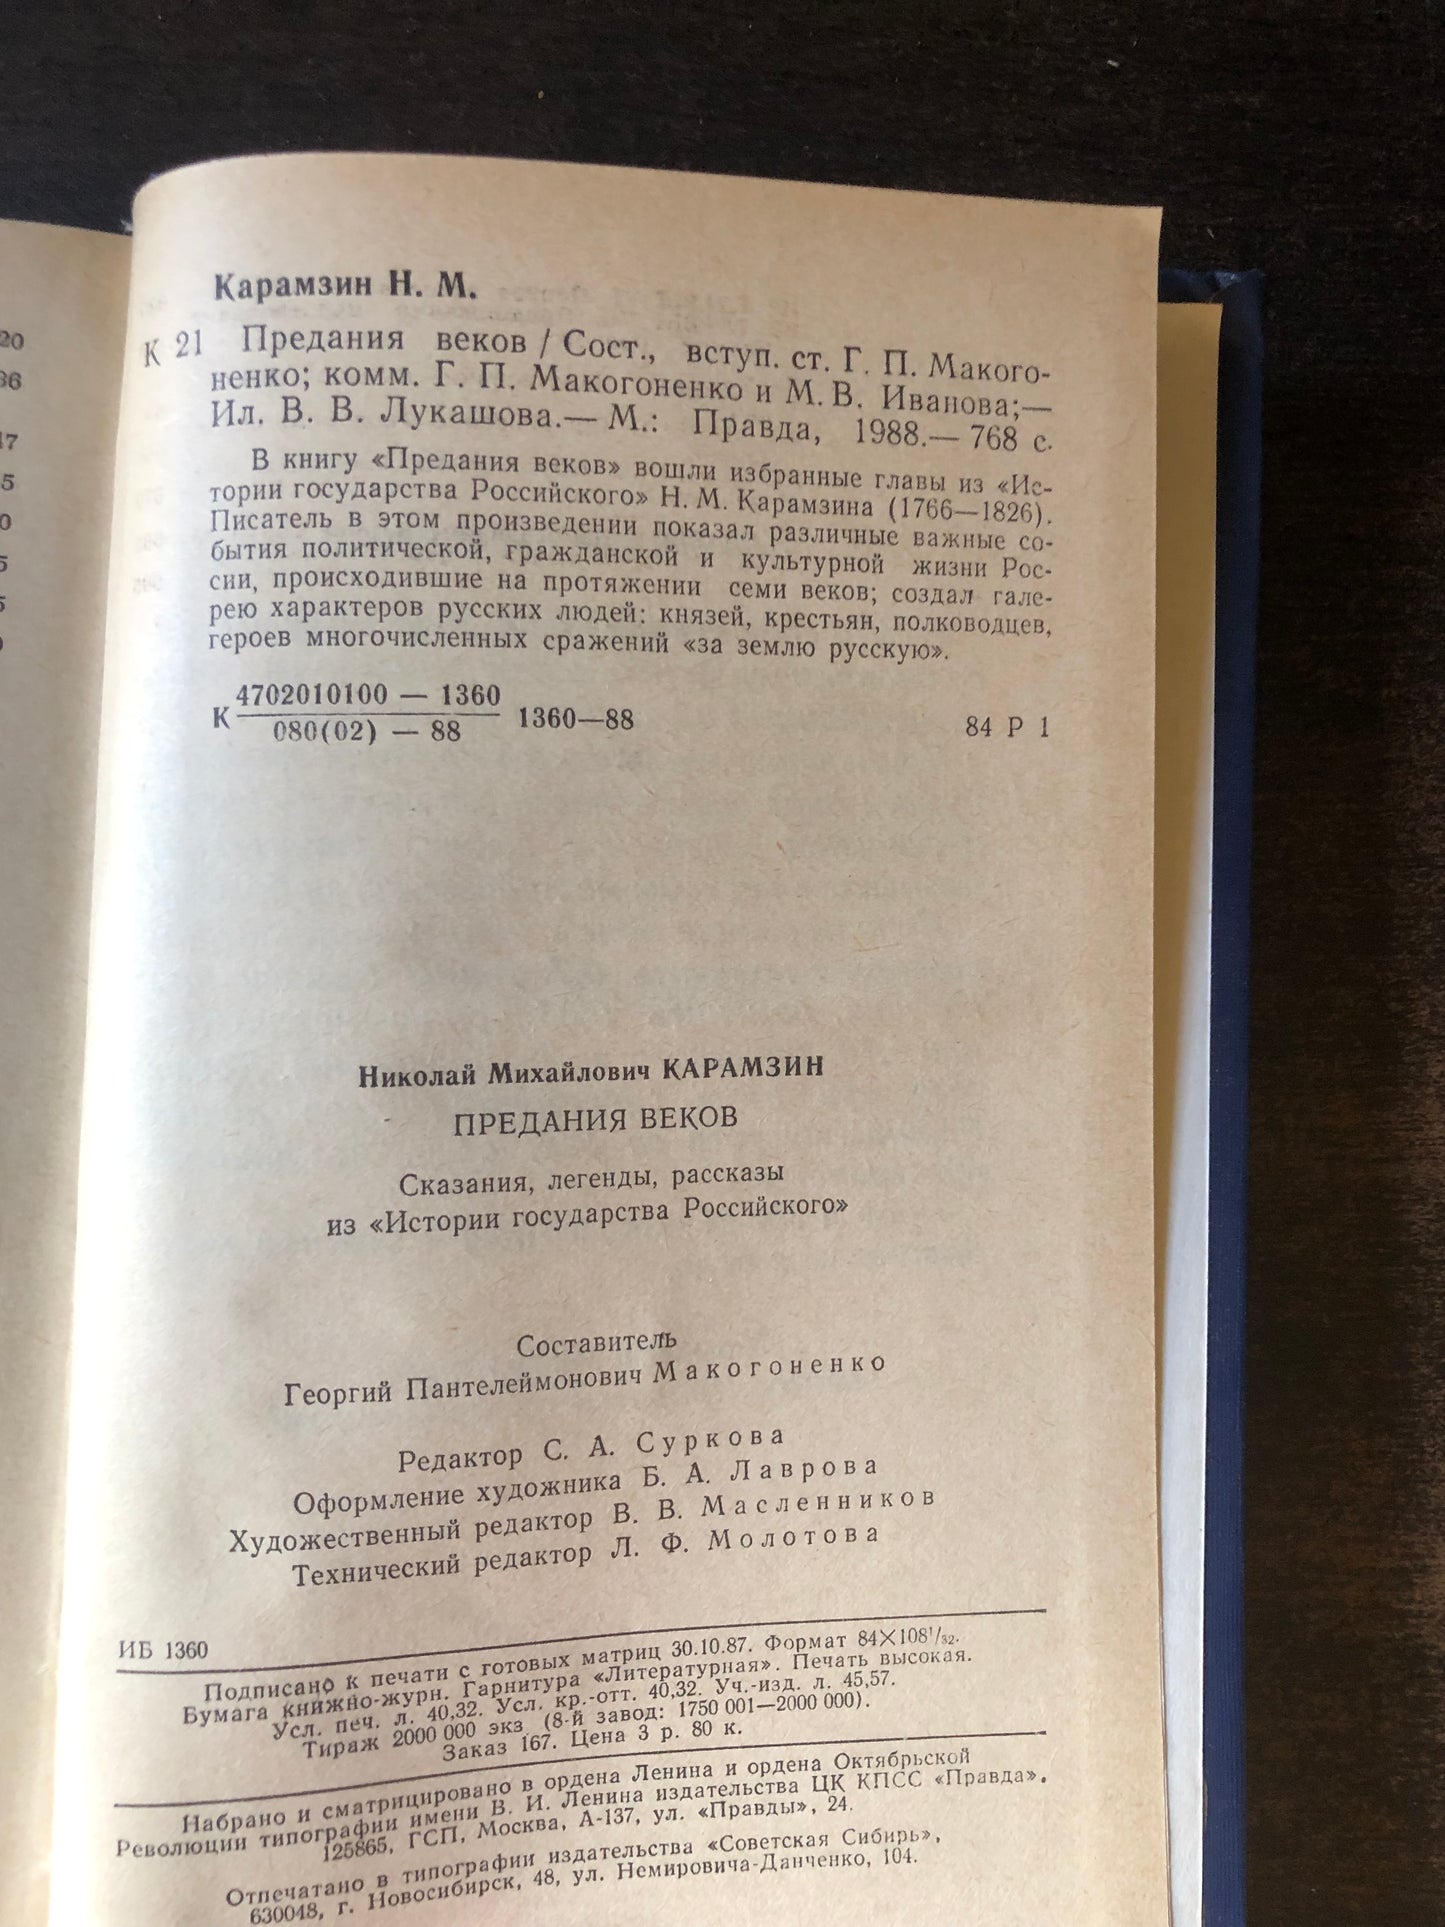 20
36
17
5
0
5
5
Карамзин Н. М.
К 21 Предания веков / Сост., вступ. ст. Г. П. Макого-
ненко; комм. Г. П. Макогоненко и М. В. Иванова;—
Ил. В. В. Лукашова.— М.: Правда, 1988.— 768 с.
В книгу «Предания веков» вошли избранные главы из «Ис-
тории государства Российского» Н. М. Карамзина (1766—1826).
Писатель в этом произведении показал различные важные со-
бытия политической, гражданской и культурной жизни Рос-
сии, происходившие на протяжении семи веков; создал гале-
рею характеров русских людей: князей, крестьян, полководцев,
героев многочисленных сражений «за землю русскую».
К 4702010100 — 1360
080(02) — 88
1360—88
84 Р 1
Николай Михайлович КАРАМЗИН
ПРЕДАНИЯ ВЕКОВ
Сказания, легенды, рассказы
из «Истории государства Российского»
Составитель
Георгий Пантелеймонович Макогоненко
Редактор С. А. Суркова
Оформление художника Б. А. Лаврова
Художественный редактор В. В. Масленников
Технический редактор Л. Ф. Молотова
ИБ 1360
Подписано к печати с готовых матриц 30.10.87. Формат 84×108¹/₃₂.
Бумага книжно-журн. Гарнитура «Литературная». Печать высокая.
Усл. печ. л. 40,32. Усл. кр.-отт. 40,32. Уч.-изд. л. 45,57.
Тираж 2000 000 экз. (8-й завод: 1750 001—2000 000).
Заказ 167. Цена 3 р. 80 к.
Набрано и сматрицировано в ордена Ленина и ордена Октябрьской
Революции типографии имени В. И. Ленина издательства ЦК КПСС «Правда».
125865, ГСП, Москва, А-137, ул. «Правды», 24.
Отпечатано в типографии издательства «Советская Сибирь»,
630048, г. Новосибирск, 48, ул. Немировича-Данченко, 104.